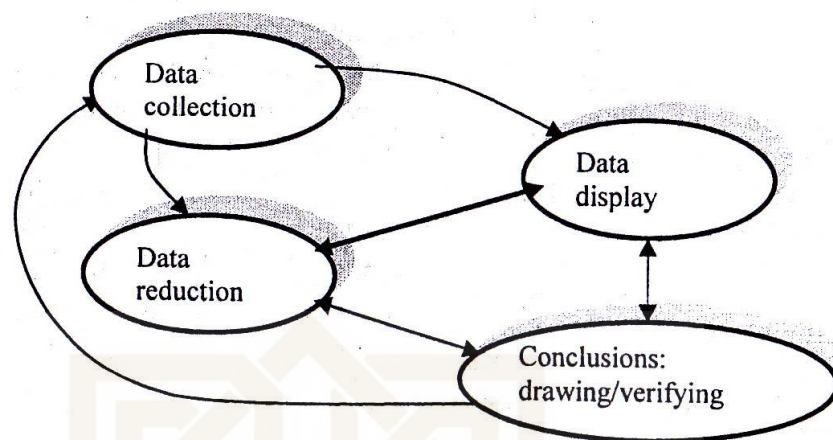 Data
collection
Data
display
Data
reduction
Conclusions:
drawing/verifying